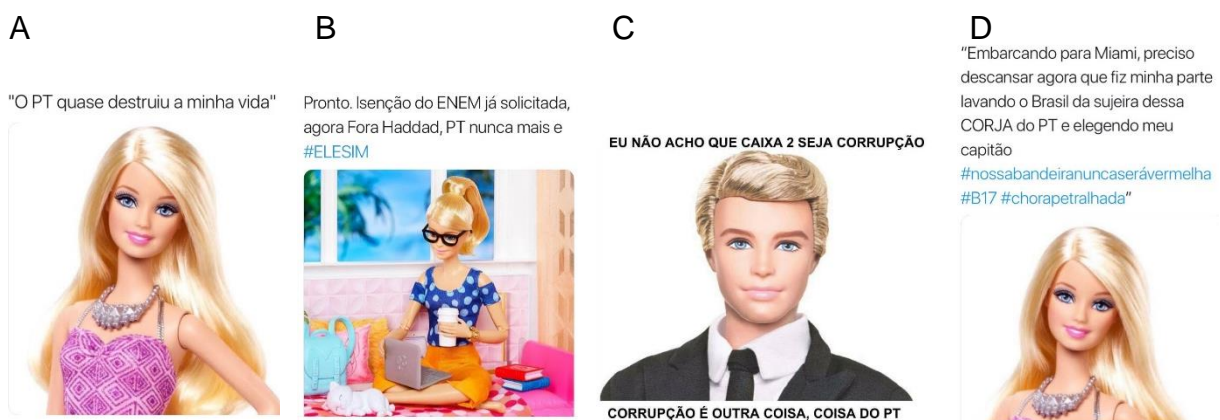 A
"O PT quase destruiu a minha vida"
B
Pronto. Isenção do ENEM já solicitada,
agora Fora Haddad, PT nunca mais e
#ELESIM
C
EU NÃO ACHO QUE CAIXA 2 SEJA CORRUPÇÃO
CORRUPÇÃO É OUTRA COISA, COISA DO PT
D
"Embarcando para Miami, preciso
descansar agora que fiz minha parte
lavando o Brasil da sujeira dessa
CORJA do PT e elegendo meu
capitão
#nossabandeiranuncaserávermelha
#B17 #chorapetralhada"